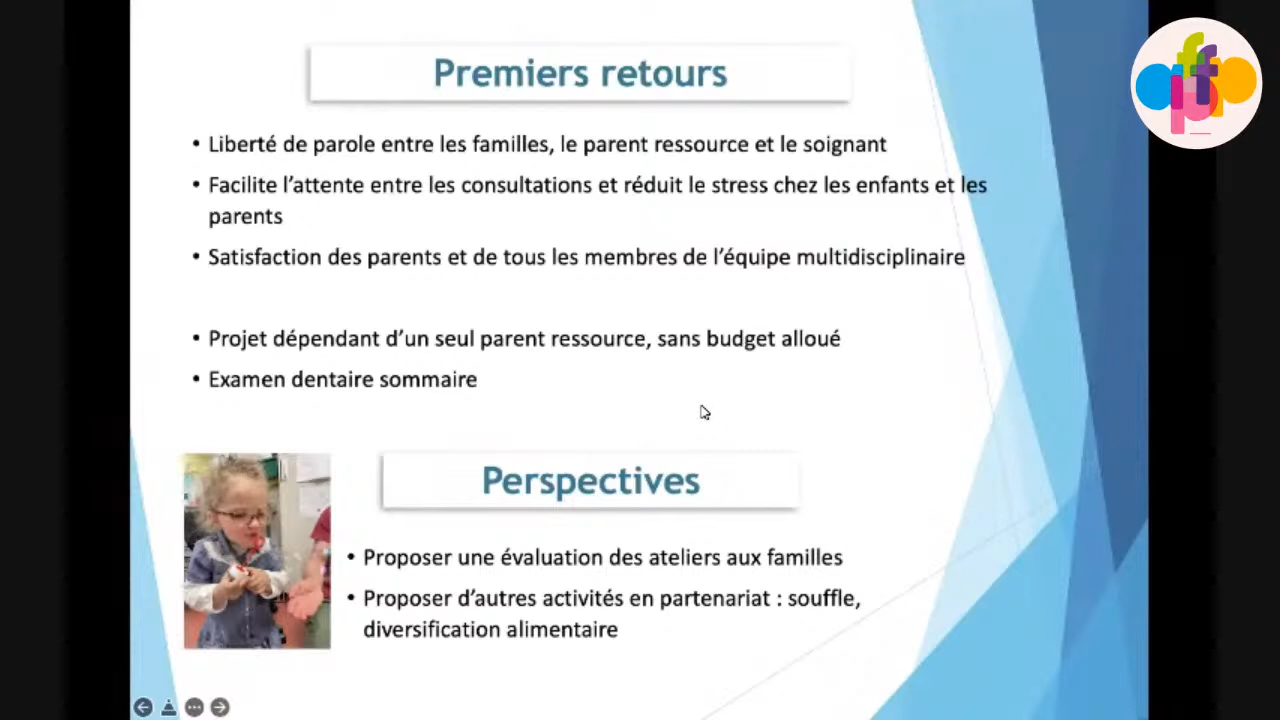 Premiers retours
• Liberté de parole entre les familles, le parent ressource et le soignant
• Facilite l’attente entre les consultations et réduit le stress chez les enfants et les
parents
• Satisfaction des parents et de tous les membres de l’équipe multidisciplinaire
• Projet dépendant d’un seul parent ressource, sans budget alloué
• Examen dentaire sommaire
Perspectives
• Proposer une évaluation des ateliers aux familles
• Proposer d’autres activités en partenariat : souffle,
diversification alimentaire